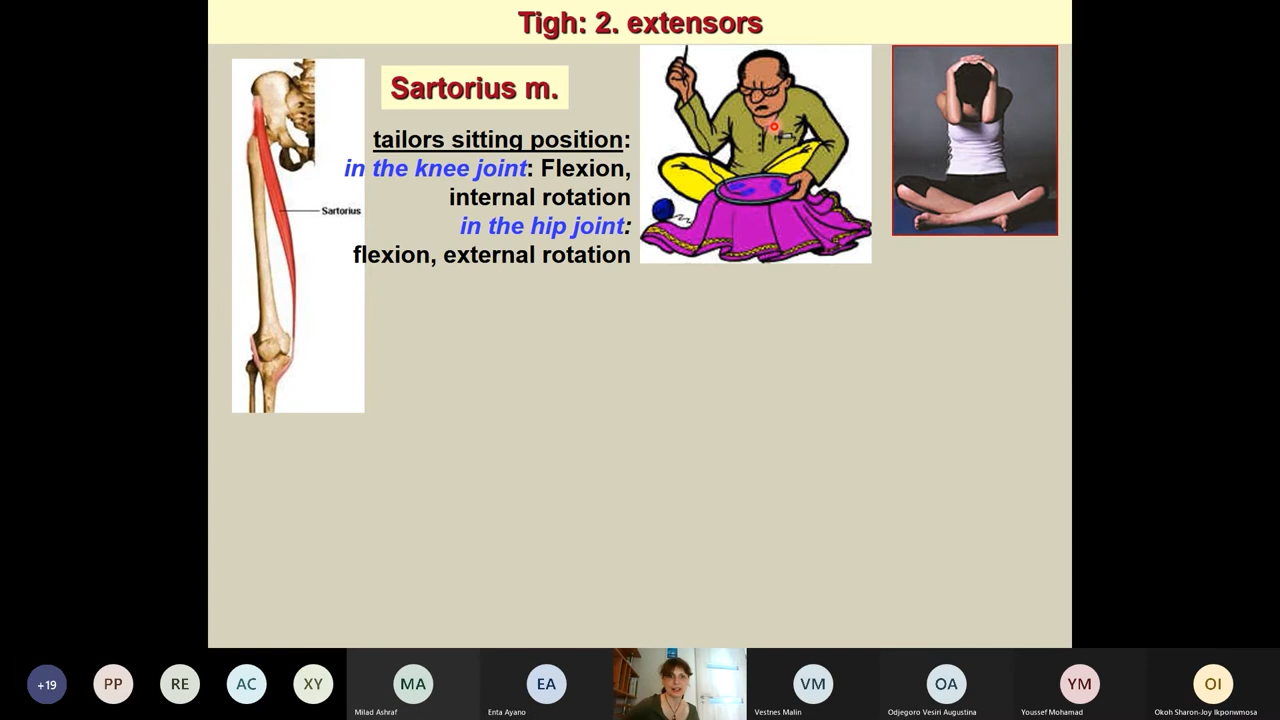 Tigh: 2. extensors
Sartorius m.
tailors sitting position:
in the knee joint: Flexion,
internal rotation
in the hip joint:
flexion, external rotation
Sartorius
+19
PP
RE
AC
XY
MA
Milad Ashraf
EA
Enta Ayano
VM
Vestnes Malin
OA
Odjegoro Vesiri Augustina
YM
Youssef Mohamad
OI
Okoh Sharon-Joy Ikponwmosa